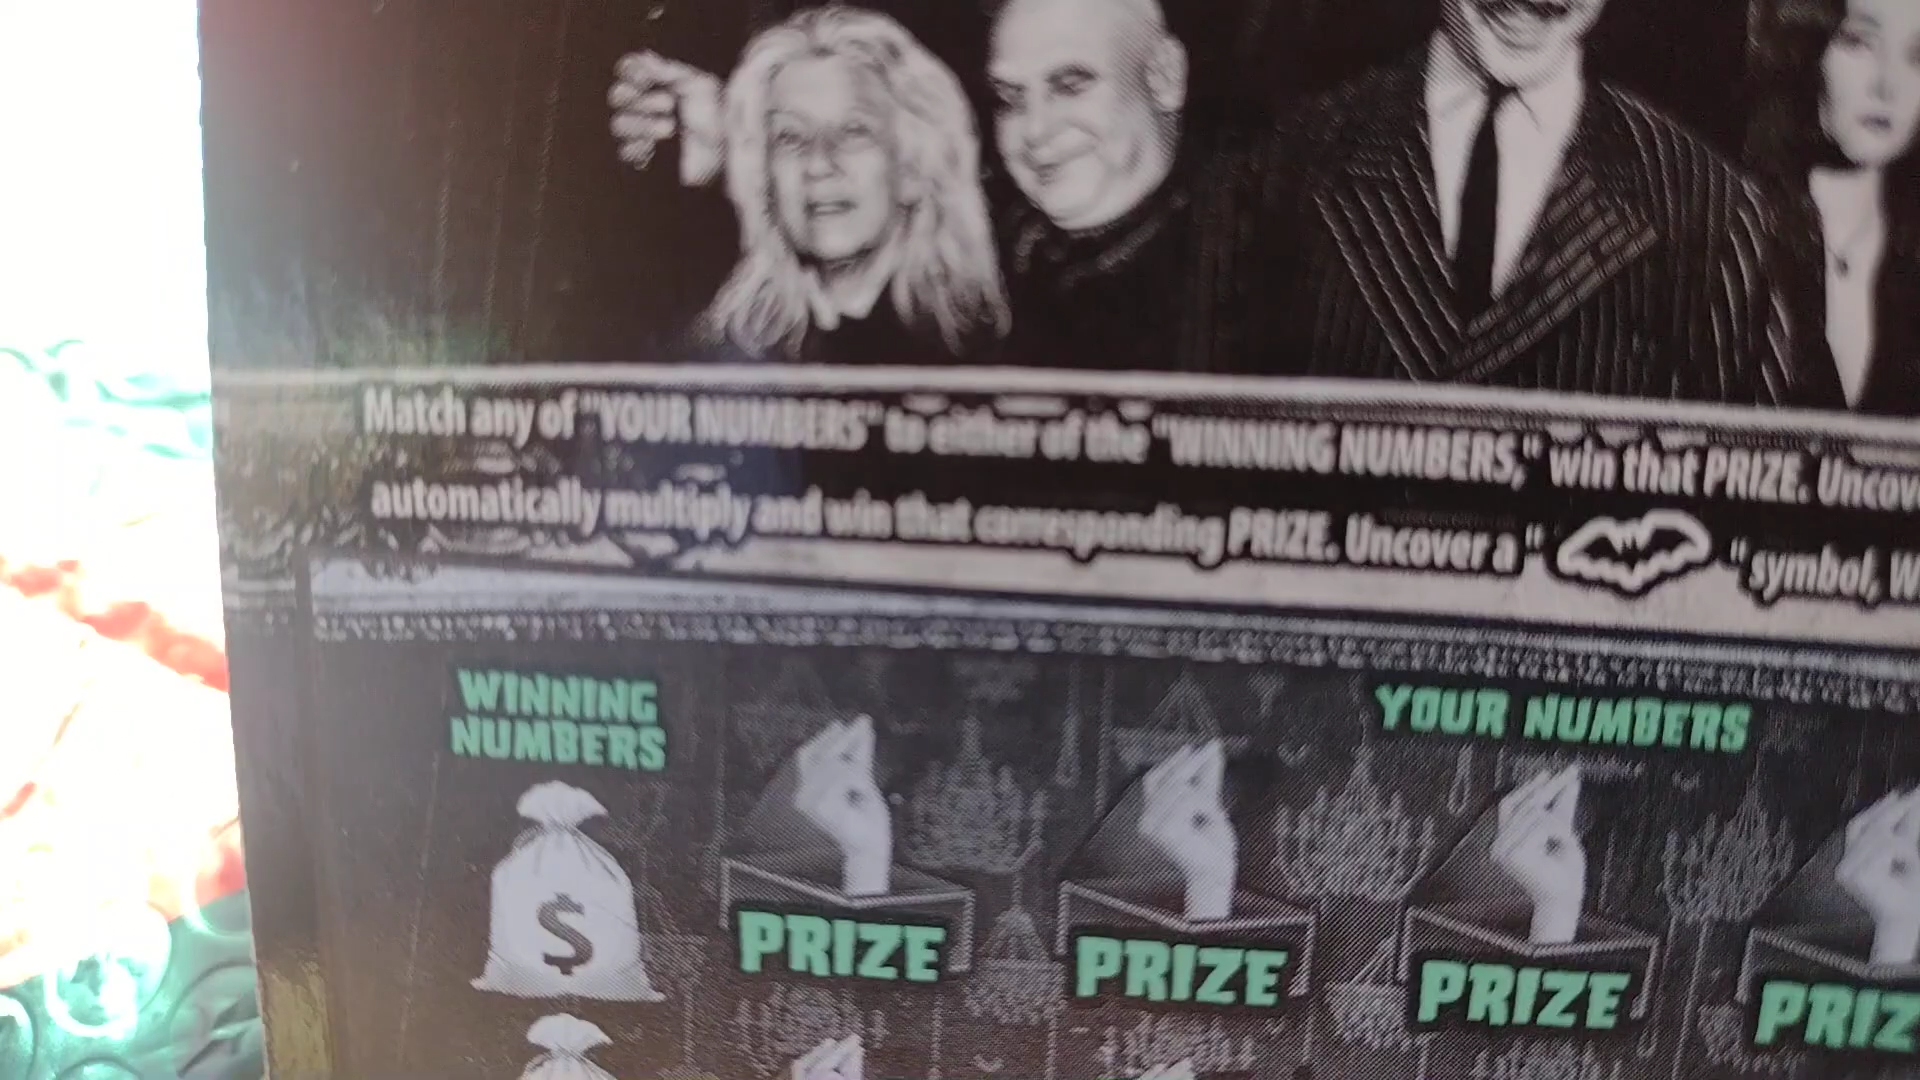 Match any of "YOUR NUMBERS" to either of the "WINNING NUMBERS," win that PRIZE. Uncov
automatically multiply and win that corresponding PRIZE. Uncover a " " symbol, W
WINNING
NUMBERS
YOUR NUMBERS
$
PRIZE
PRIZE
PRIZE
PRIZ